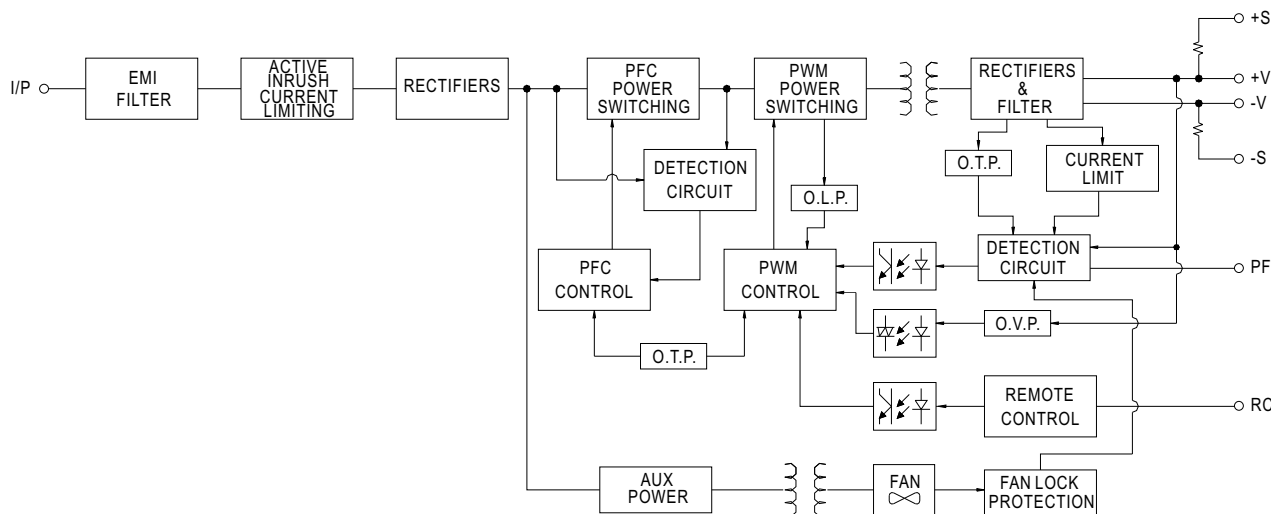 +S
I/P
EMI
FILTER
ACTIVE
INRUSH
CURRENT
LIMITING
RECTIFIERS
PFC
POWER
SWITCHING
PWM
POWER
SWITCHING
RECTIFIERS
&
FILTER
+V
-V
DETECTION
CIRCUIT
O.T.P.
CURRENT
LIMIT
-S
O.L.P.
PFC
CONTROL
PWM
CONTROL
DETECTION
CIRCUIT
PF
O.T.P.
O.V.P.
REMOTE
CONTROL
RC
AUX
POWER
FAN
FAN LOCK
PROTECTION